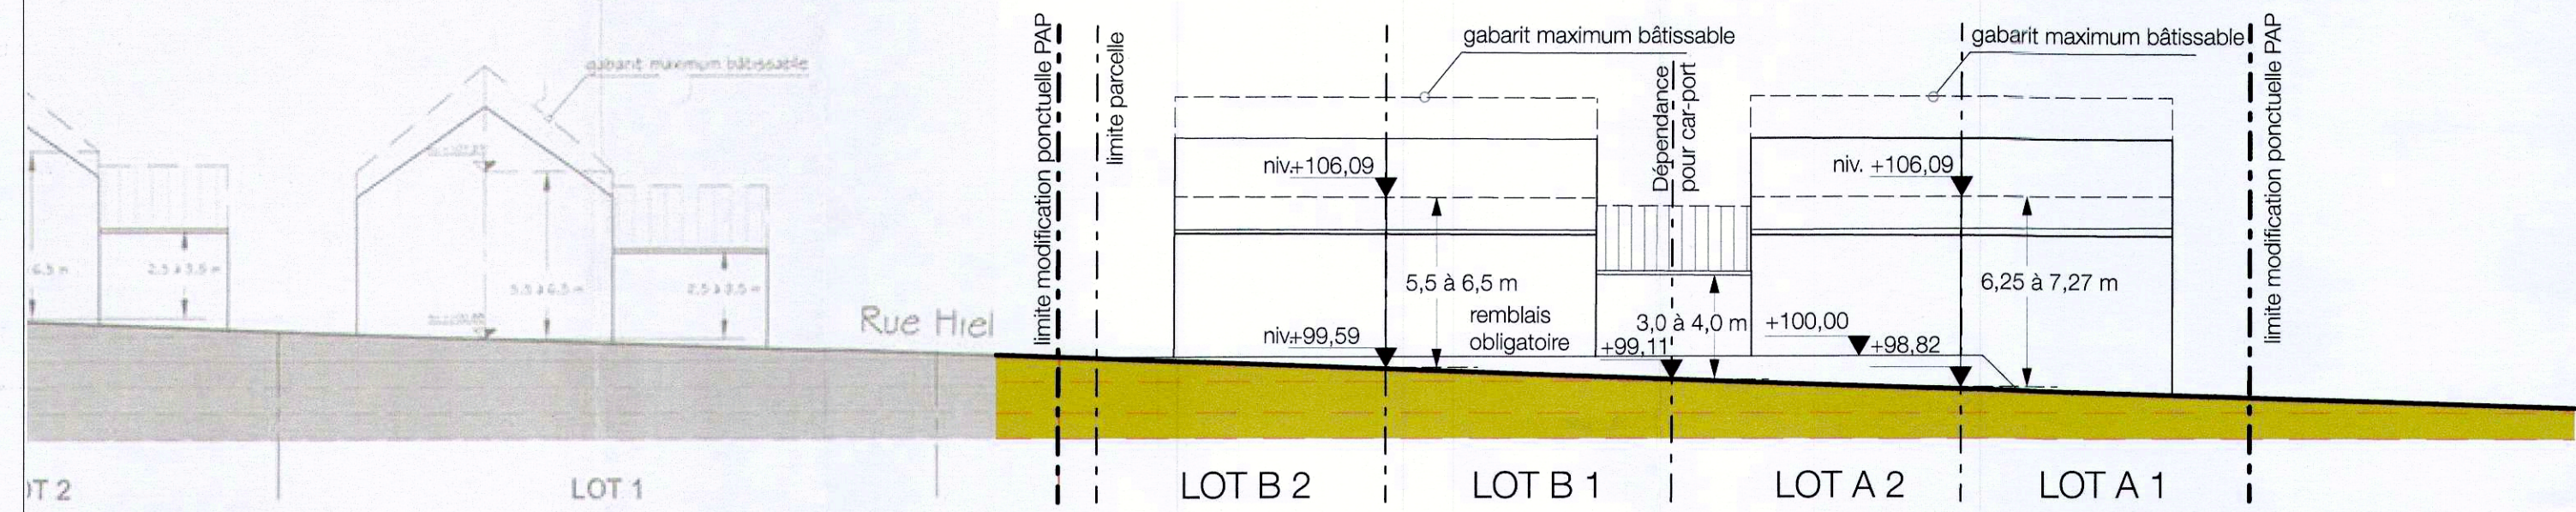 gabarit maximum bâtissable
6,5 m
2,5 à 3,5 m
5,5 à 6,5 m
2,5 à 3,5 m
Rue Hiel
OT 2
LOT 1
limite modification ponctuelle PAP
limite parcelle
gabarit maximum bâtissable
niv.+106,09
5,5 à 6,5 m
remblais
obligatoire
niv.+99,59
Dépendance
pour car-port
3,0 à 4,0 m
+99,11
gabarit maximum bâtissable
niv. +106,09
+100,00
+98,82
6,25 à 7,27 m
limite modification ponctuelle PAP
LOT B 2
LOT B 1
LOT A 2
LOT A 1